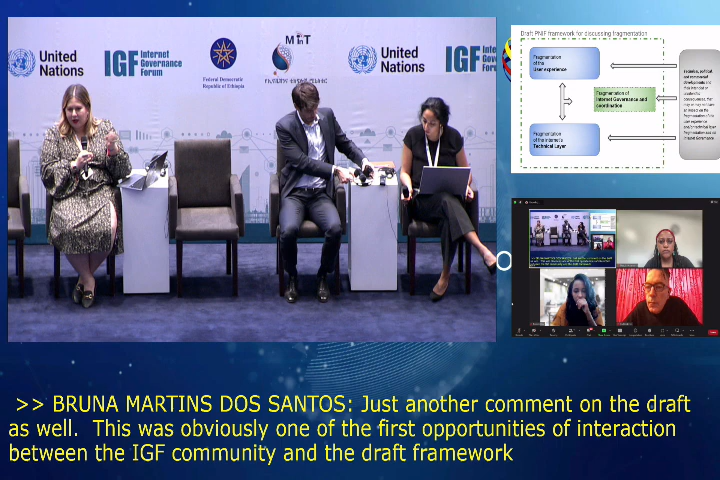 United
Nations
IGF Internet
Governance
Forum
Federal Democratic
Republic of Ethiopia
MInT
United
Nations
IGF Inte
Gove
Foru
Draft PNIF framework for discussing fragmentation
Fragmentation
of the
User experience
Fragmentation of
Internet Governance and
coordination
Fragmentation
of the Internet's
Technical Layer
>> BRUNA MARTINS DOS SANTOS: Just another comment on the draft
as well. This was obviously one of the first opportunities of interaction
between the IGF community and the draft framework